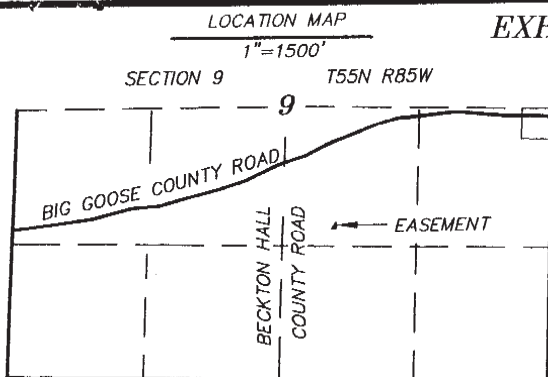 LOCATION MAP
EXH
1"=1500'
SECTION 9
T55N R85W
9
BIG GOOSE COUNTY ROAD
EASEMENT
BECKTON HALL
COUNTY ROAD